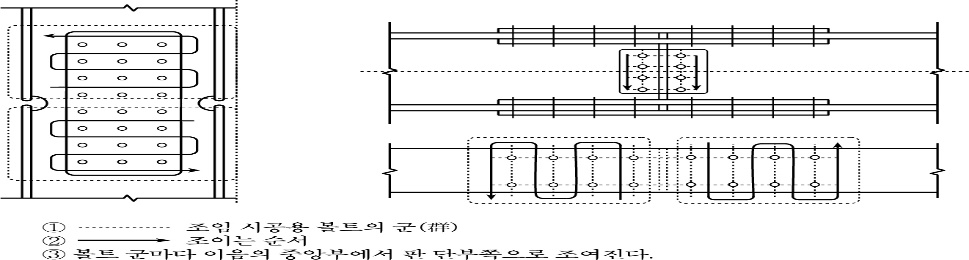 ① 조임 시공용 볼트의 군(群)
② 조이는 순서
③ 볼트 군마다 이음의 중앙부에서 판 단부쪽으로 조여진다.